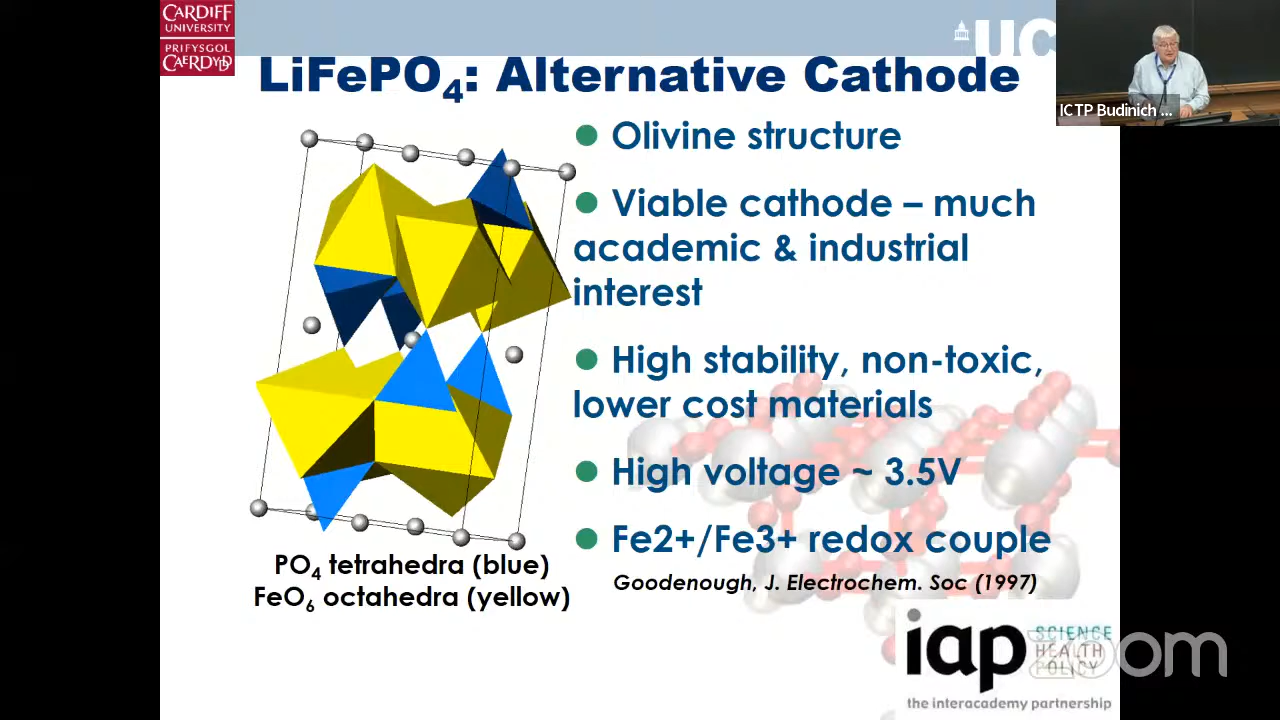 CARDIFF
UNIVERSITY
PRIFYSGOL
CAERDYDD
UC
ICTP Budinich ...
LiFePO4: Alternative Cathode
● Olivine structure
● Viable cathode – much
academic & industrial
interest
● High stability, non-toxic,
lower cost materials
● High voltage ~ 3.5V
● Fe2+/Fe3+ redox couple
Goodenough, J. Electrochem. Soc (1997)
PO4 tetrahedra (blue)
FeO6 octahedra (yellow)
iap SCIENCE
HEALTH
POLICY
the interacademy partnership
zoom